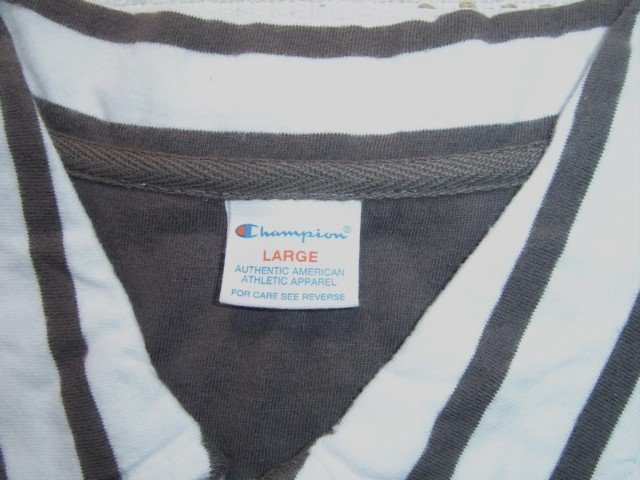 Champion®
LARGE
AUTHENTIC AMERICAN
ATHLETIC APPAREL
FOR CARE SEE REVERSE